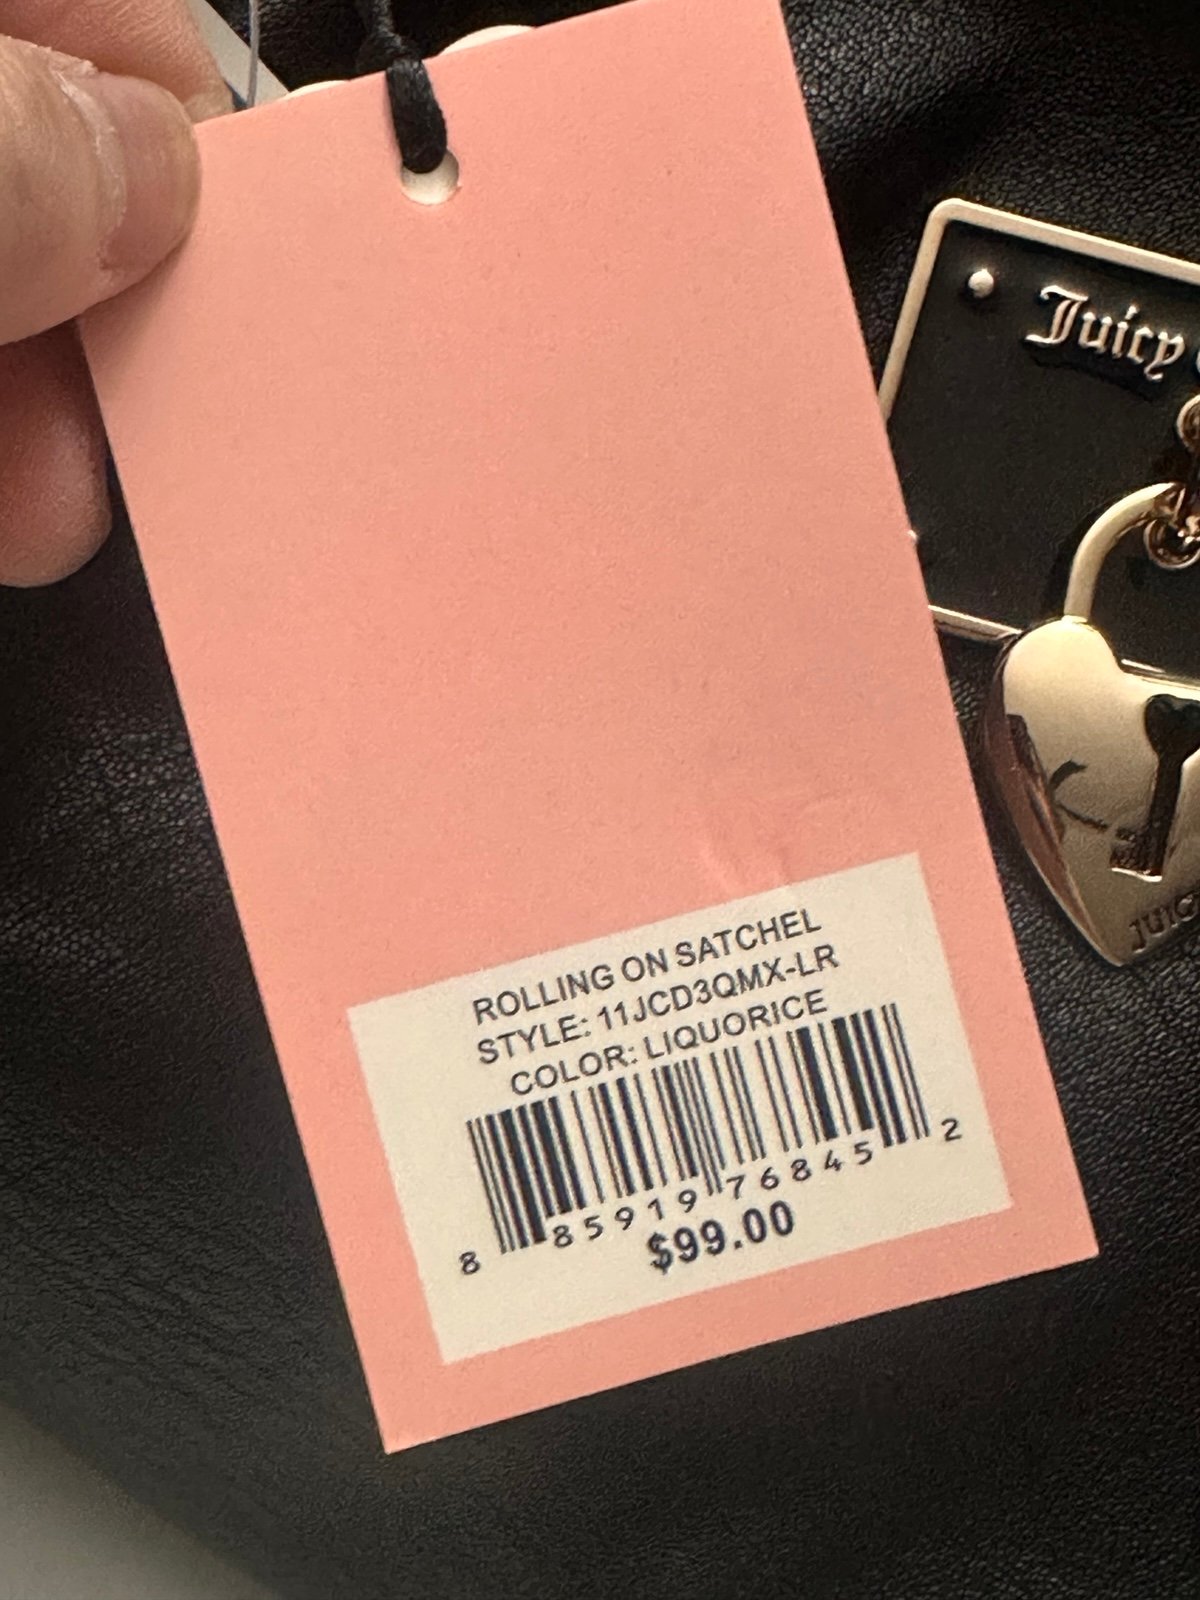 Juicy
ROLLING ON SATCHEL
STYLE: 11JCD3QMX-LR
COLOR: LIQUORICE
8 85919 76845 2
$99.00